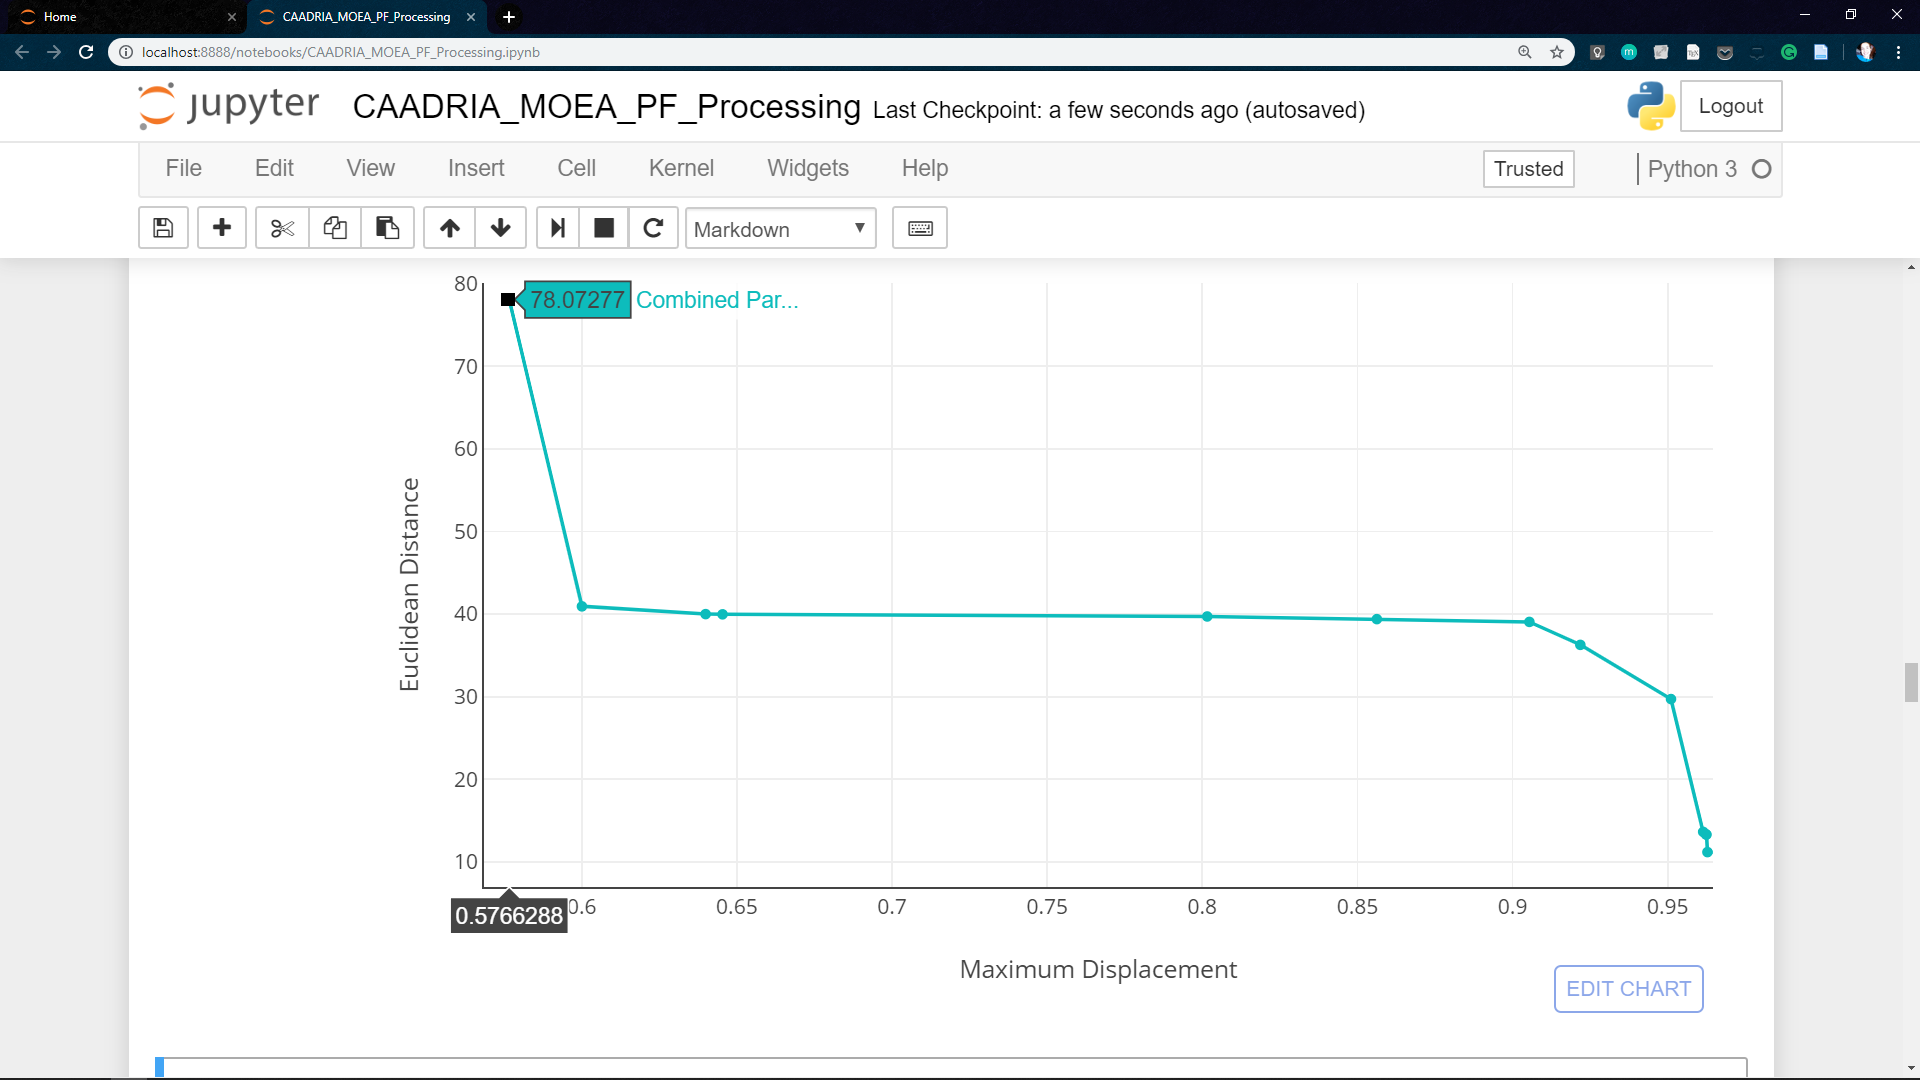 Home
CAADRIA_MOEA_PF_Processing
localhost:8888/notebooks/CAADRIA_MOEA_PF_Processing.ipynb
jupyter CAADRIA_MOEA_PF_Processing Last Checkpoint: a few seconds ago (autosaved)
Logout
File Edit View Insert Cell Kernel Widgets Help
Trusted
Python 3
Markdown
80
78.07277 Combined Par...
70
60
50
40
30
20
10
Euclidean Distance
0.5766288
0.6 0.65 0.7 0.75 0.8 0.85 0.9 0.95
Maximum Displacement
EDIT CHART